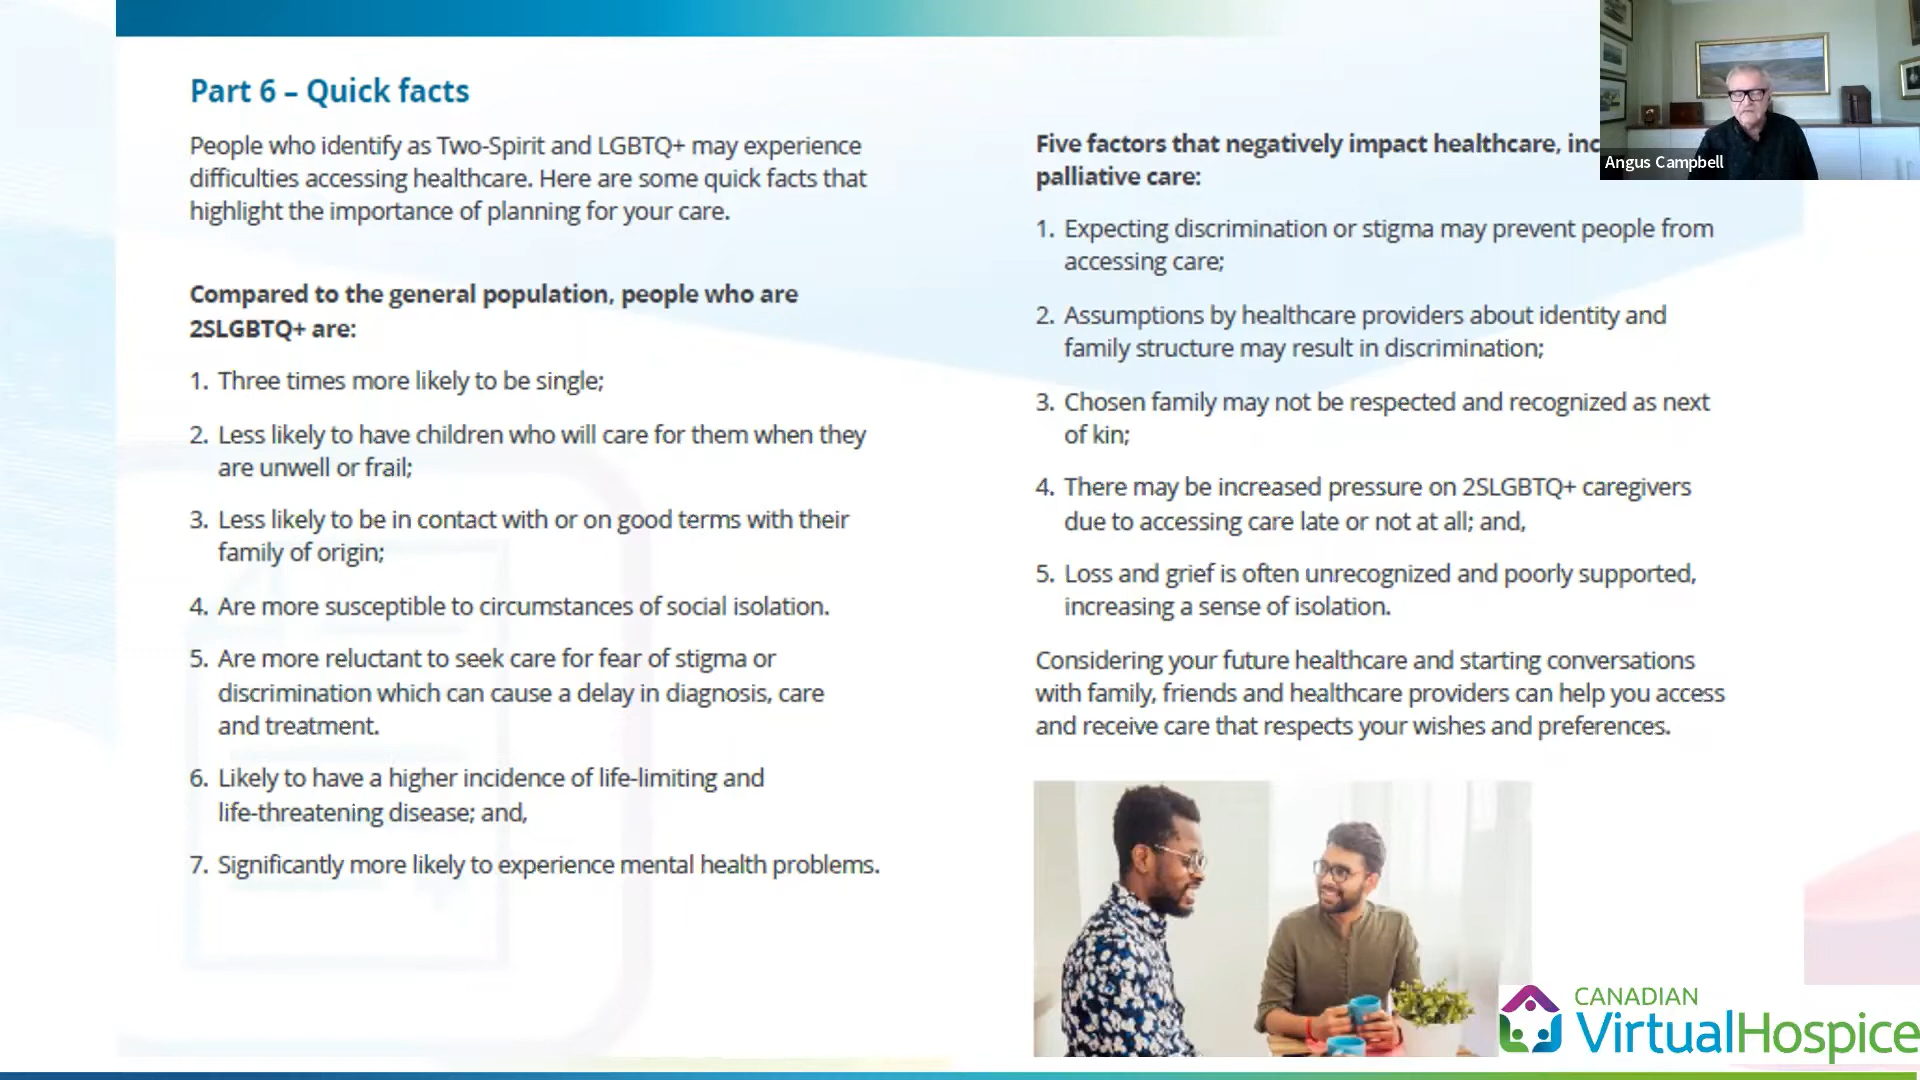 Part 6 – Quick facts
People who identify as Two-Spirit and LGBTQ+ may experience
difficulties accessing healthcare. Here are some quick facts that
highlight the importance of planning for your care.
Compared to the general population, people who are
2SLGBTQ+ are:
1. Three times more likely to be single;
2. Less likely to have children who will care for them when they
are unwell or frail;
3. Less likely to be in contact with or on good terms with their
family of origin;
4. Are more susceptible to circumstances of social isolation.
5. Are more reluctant to seek care for fear of stigma or
discrimination which can cause a delay in diagnosis, care
and treatment.
6. Likely to have a higher incidence of life-limiting and
life-threatening disease; and,
7. Significantly more likely to experience mental health problems.
Five factors that negatively impact healthcare, inc
palliative care:
1. Expecting discrimination or stigma may prevent people from
accessing care;
2. Assumptions by healthcare providers about identity and
family structure may result in discrimination;
3. Chosen family may not be respected and recognized as next
of kin;
4. There may be increased pressure on 2SLGBTQ+ caregivers
due to accessing care late or not at all; and,
5. Loss and grief is often unrecognized and poorly supported,
increasing a sense of isolation.
Considering your future healthcare and starting conversations
with family, friends and healthcare providers can help you access
and receive care that respects your wishes and preferences.
Angus Campbell
CANADIAN
VirtualHospice